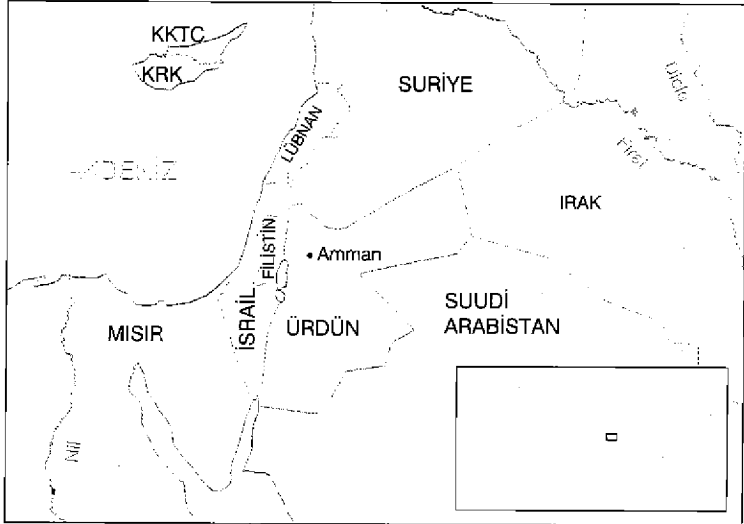 KKTC
KRK
SURİYE
Dicle
LÜBNAN
Fırat
AKDENİZ
IRAK
FİLİSTİN
Amman
İSRAİL
ÜRDÜN
SUUDİ
ARABİSTAN
MISIR
Nil